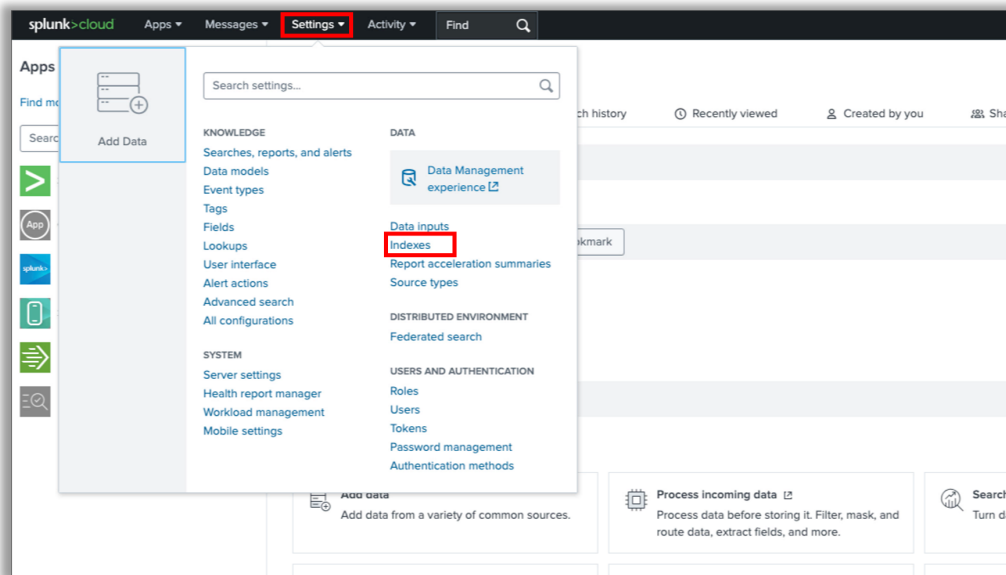 splunk>cloud Apps Messages Settings Activity Find
Apps
Find
Add Data
Search settings...
KNOWLEDGE
Searches, reports, and alerts
Data models
Event types
Tags
Fields
Lookups
User interface
Alert actions
Advanced search
All configurations
SYSTEM
Server settings
Health report manager
Workload management
Mobile settings
DATA
Data Management
experience
Data inputs
Indexes
Report acceleration summaries
Source types
DISTRIBUTED ENVIRONMENT
Federated search
USERS AND AUTHENTICATION
Roles
Users
Tokens
Password management
Authentication methods
App
splunk>
history Recently viewed Created by you
Add data
Add data from a variety of common sources.
Process incoming data
Process data before storing it. Filter, mask, and
route data, extract fields, and more.
Search
Turn